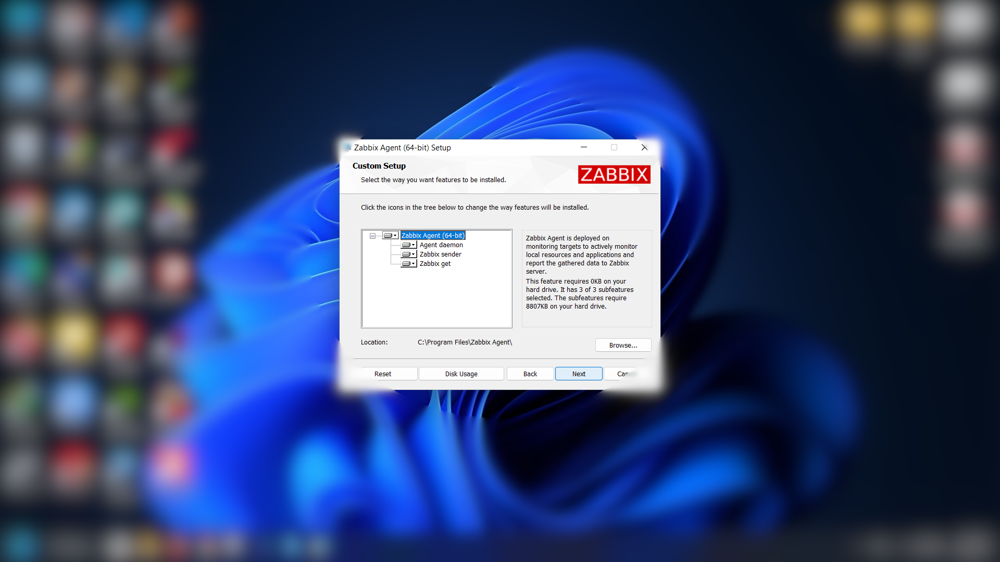 Zabbix Agent (64-bit) Setup
Custom Setup
Select the way you want features to be installed.
ZABBIX
Click the icons in the tree below to change the way features will be installed.
Zabbix Agent (64-bit)
Agent daemon
Zabbix sender
Zabbix get
Zabbix Agent is deployed on
monitoring targets to actively monitor
local resources and applications and
report the gathered data to Zabbix
server.
This feature requires 0KB on your
hard drive. It has 3 of 3 subfeatures
selected. The subfeatures require
8807KB on your hard drive.
Location:
C:\Program Files\Zabbix Agent\
Browse...
Reset
Disk Usage
Back
Next